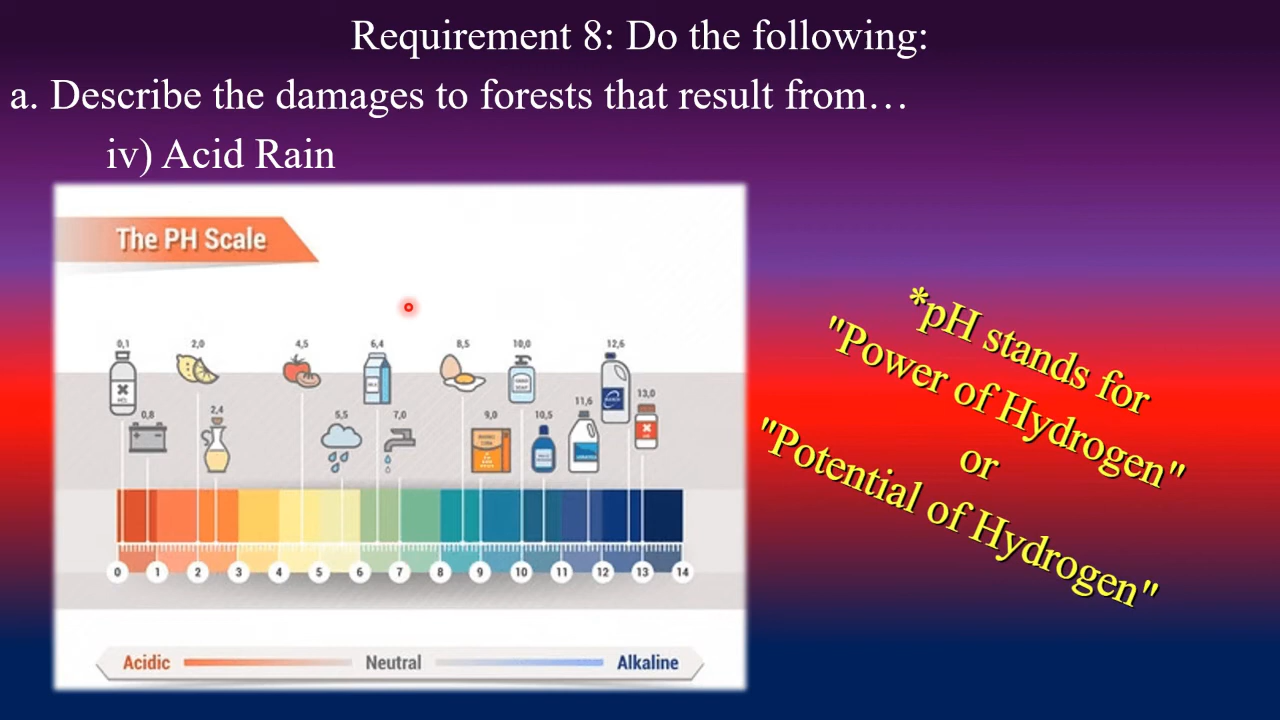 Requirement 8: Do the following:
a. Describe the damages to forests that result from…
iv) Acid Rain
The PH Scale
0,1
2,0
4,5
6,4
8,5
10,0
12,6
0,8
2,4
5,5
7,0
9,0
10,5
11,6
13,0
0 1 2 3 4 5 6 7 8 9 10 11 12 13 14
Acidic Neutral Alkaline
*pH stands for
"Power of Hydrogen"
or
"Potential of Hydrogen"